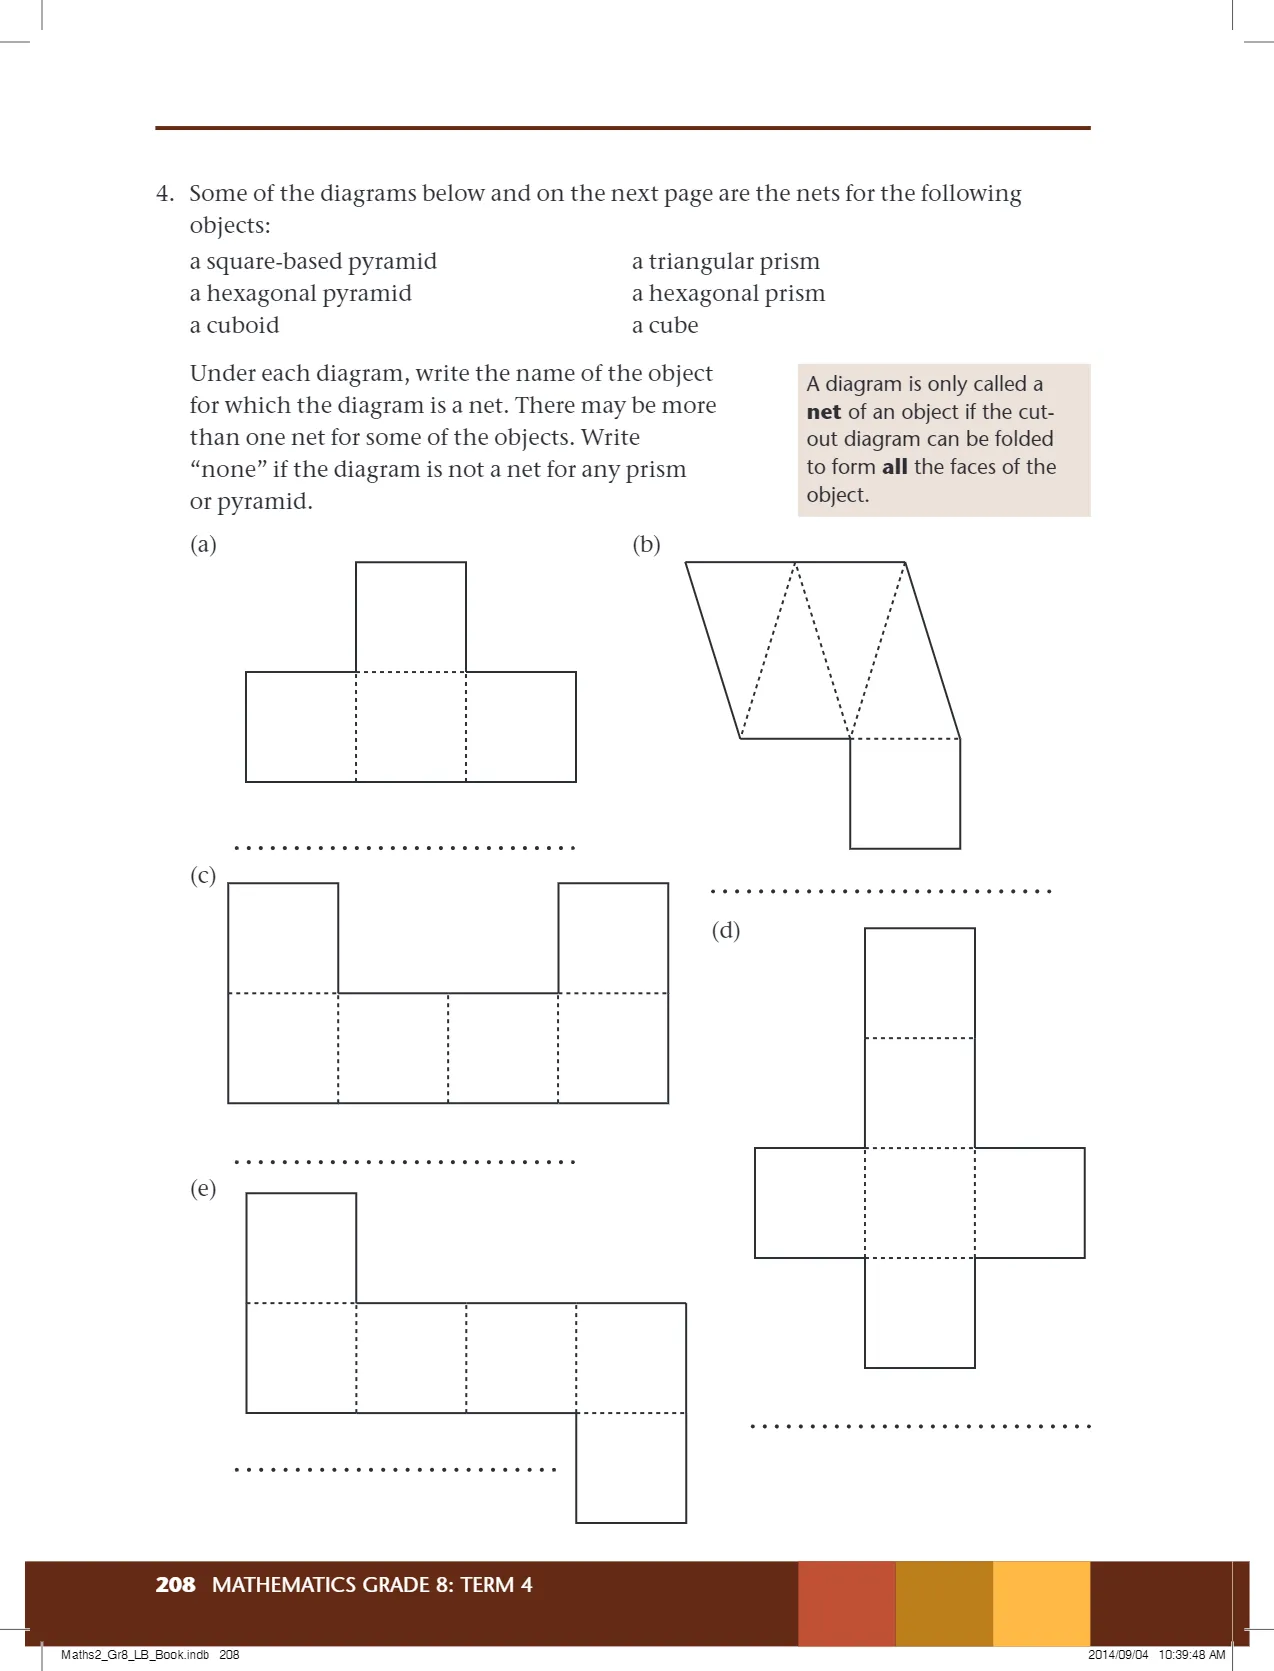 4. Some of the diagrams below and on the next page are the nets for the following
objects:
a square-based pyramid
a triangular prism
a hexagonal pyramid
a hexagonal prism
a cuboid
a cube
Under each diagram, write the name of the object
for which the diagram is a net. There may be more
than one net for some of the objects. Write
“none” if the diagram is not a net for any prism
or pyramid.
A diagram is only called a
net of an object if the cut-
out diagram can be folded
to form all the faces of the
object.
(a)
(b)
(c)
(d)
(e)
208 MATHEMATICS GRADE 8: TERM 4
Maths2_Gr8_LB_Book.indb 208
2014/09/04 10:39:48 AM